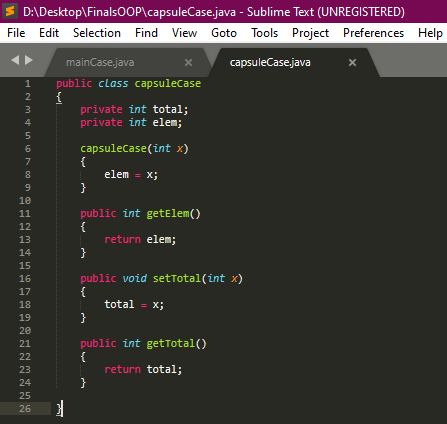 D:\Desktop\FinalsOOP\capsuleCase.java - Sublime Text (UNREGISTERED)
File Edit Selection Find View Goto Tools Project Preferences Help
mainCase.java × capsuleCase.java ×
1 public class capsuleCase
2 {
3     private int total;
4     private int elem;
5
6     capsuleCase(int x)
7     {
8         elem = x;
9     }
10
11     public int getElem()
12     {
13         return elem;
14     }
15
16     public void setTotal(int x)
17     {
18         total = x;
19     }
20
21     public int getTotal()
22     {
23         return total;
24     }
25
26 }